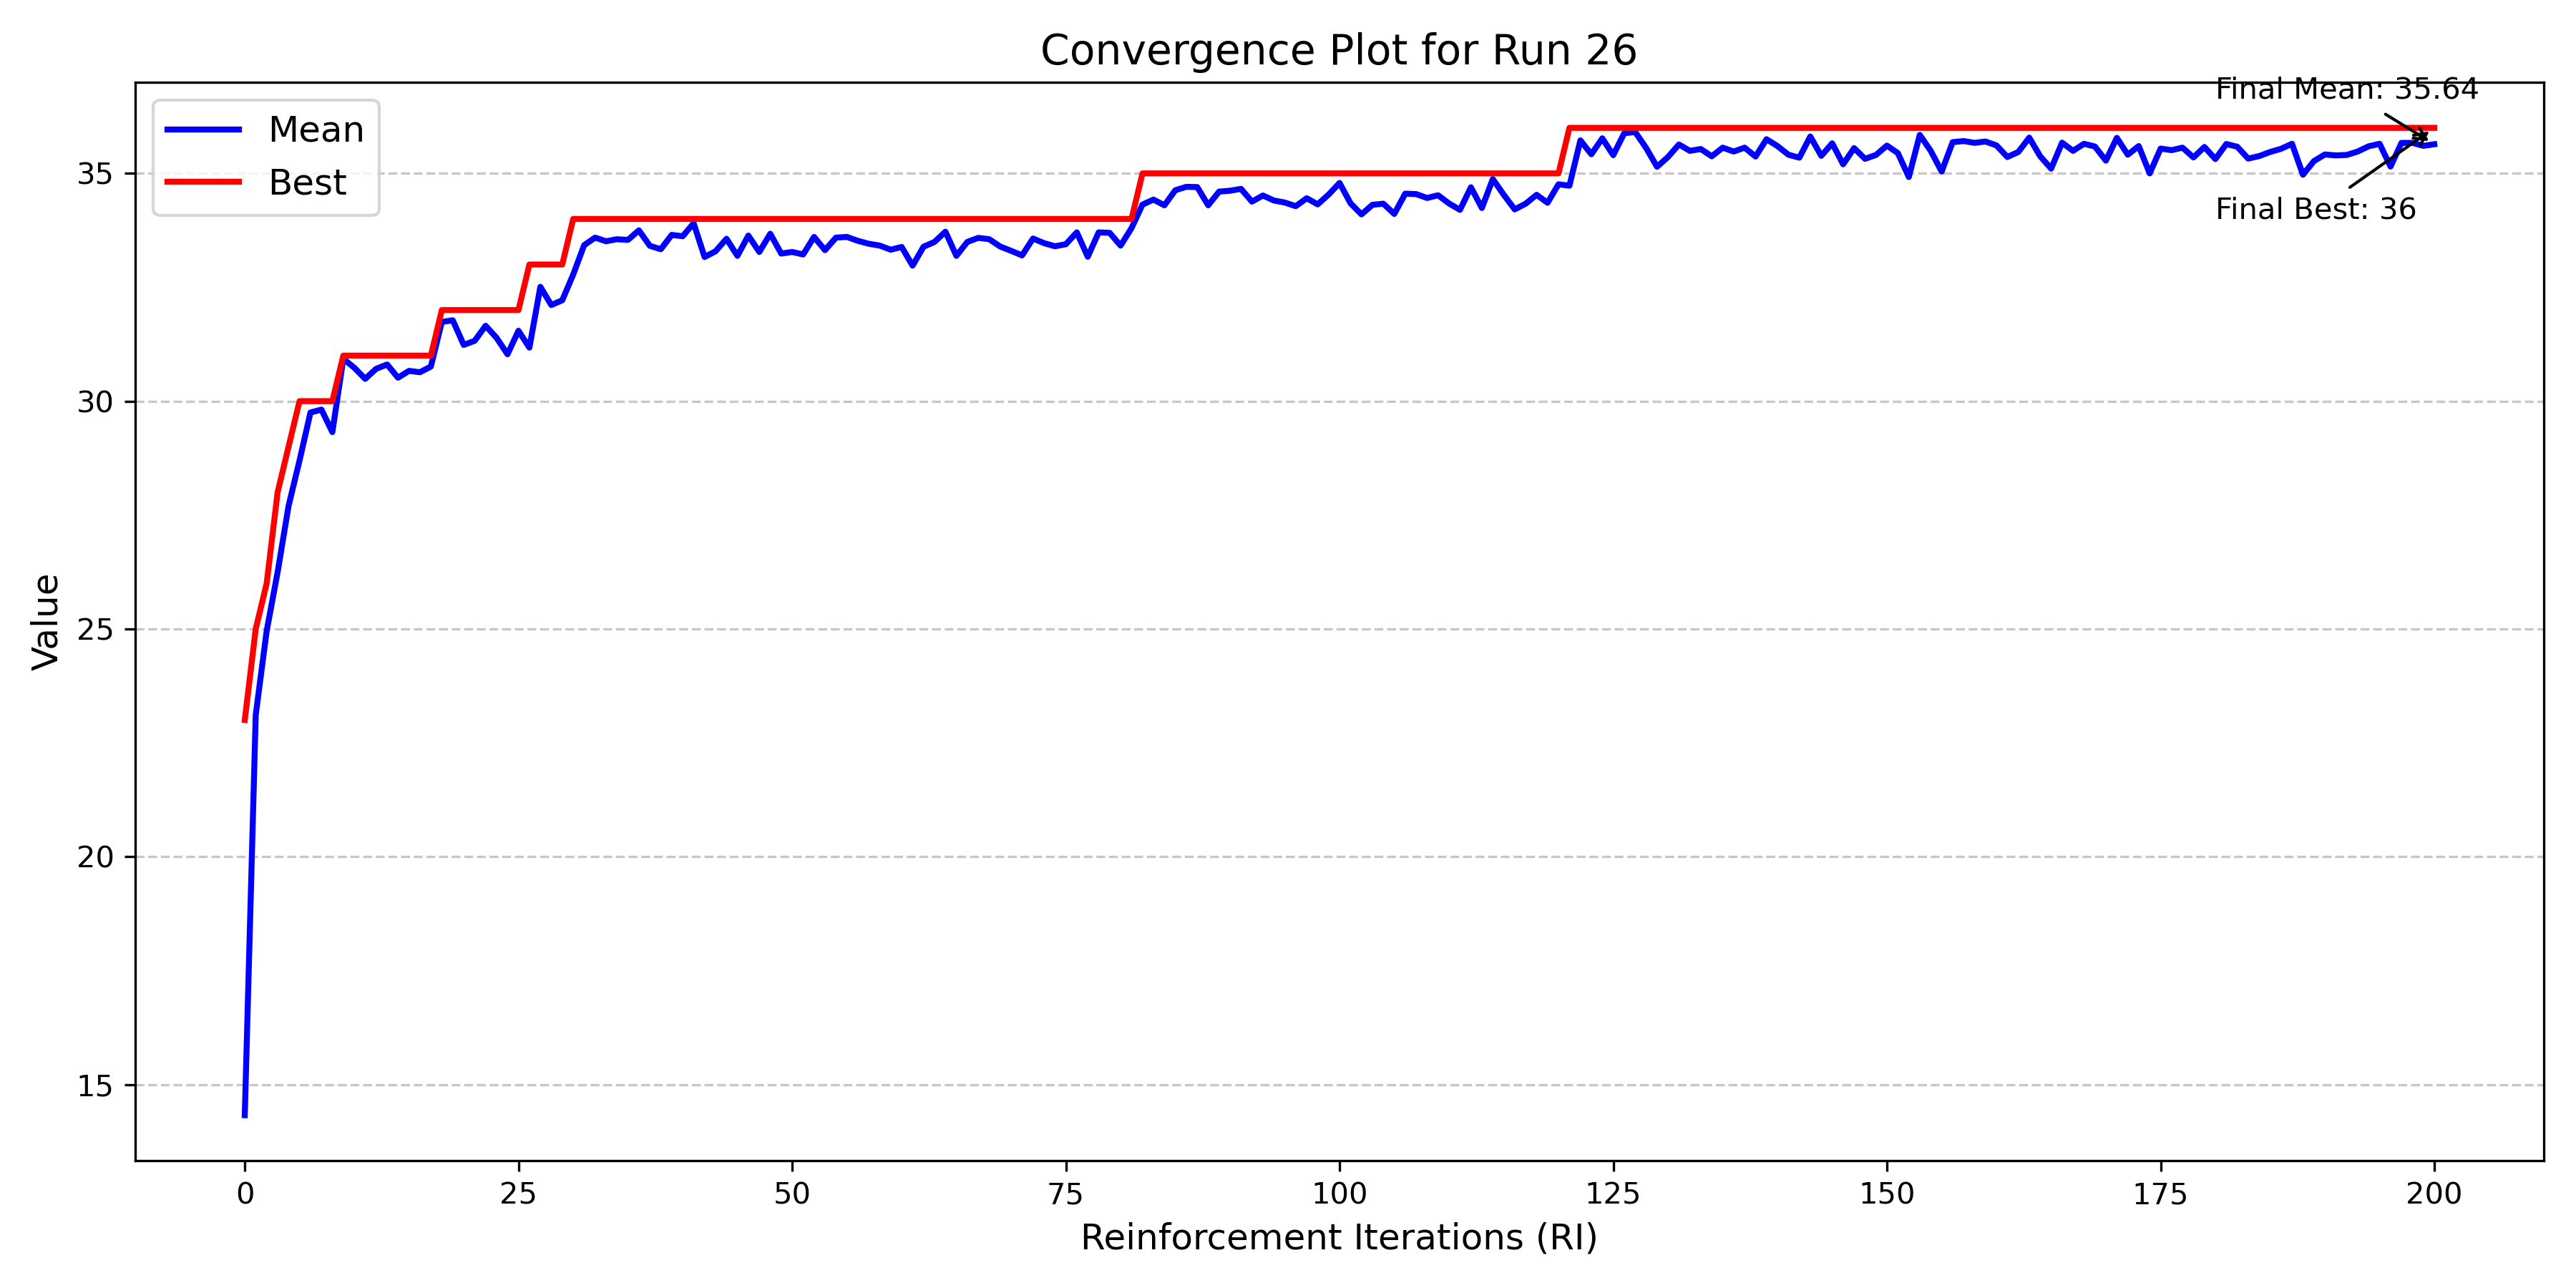 Convergence Plot for Run 26
Final Mean: 35.64
Mean
Best
Final Best: 36
35
30
25
20
15
Value
0 25 50 75 100 125 150 175 200
Reinforcement Iterations (RI)